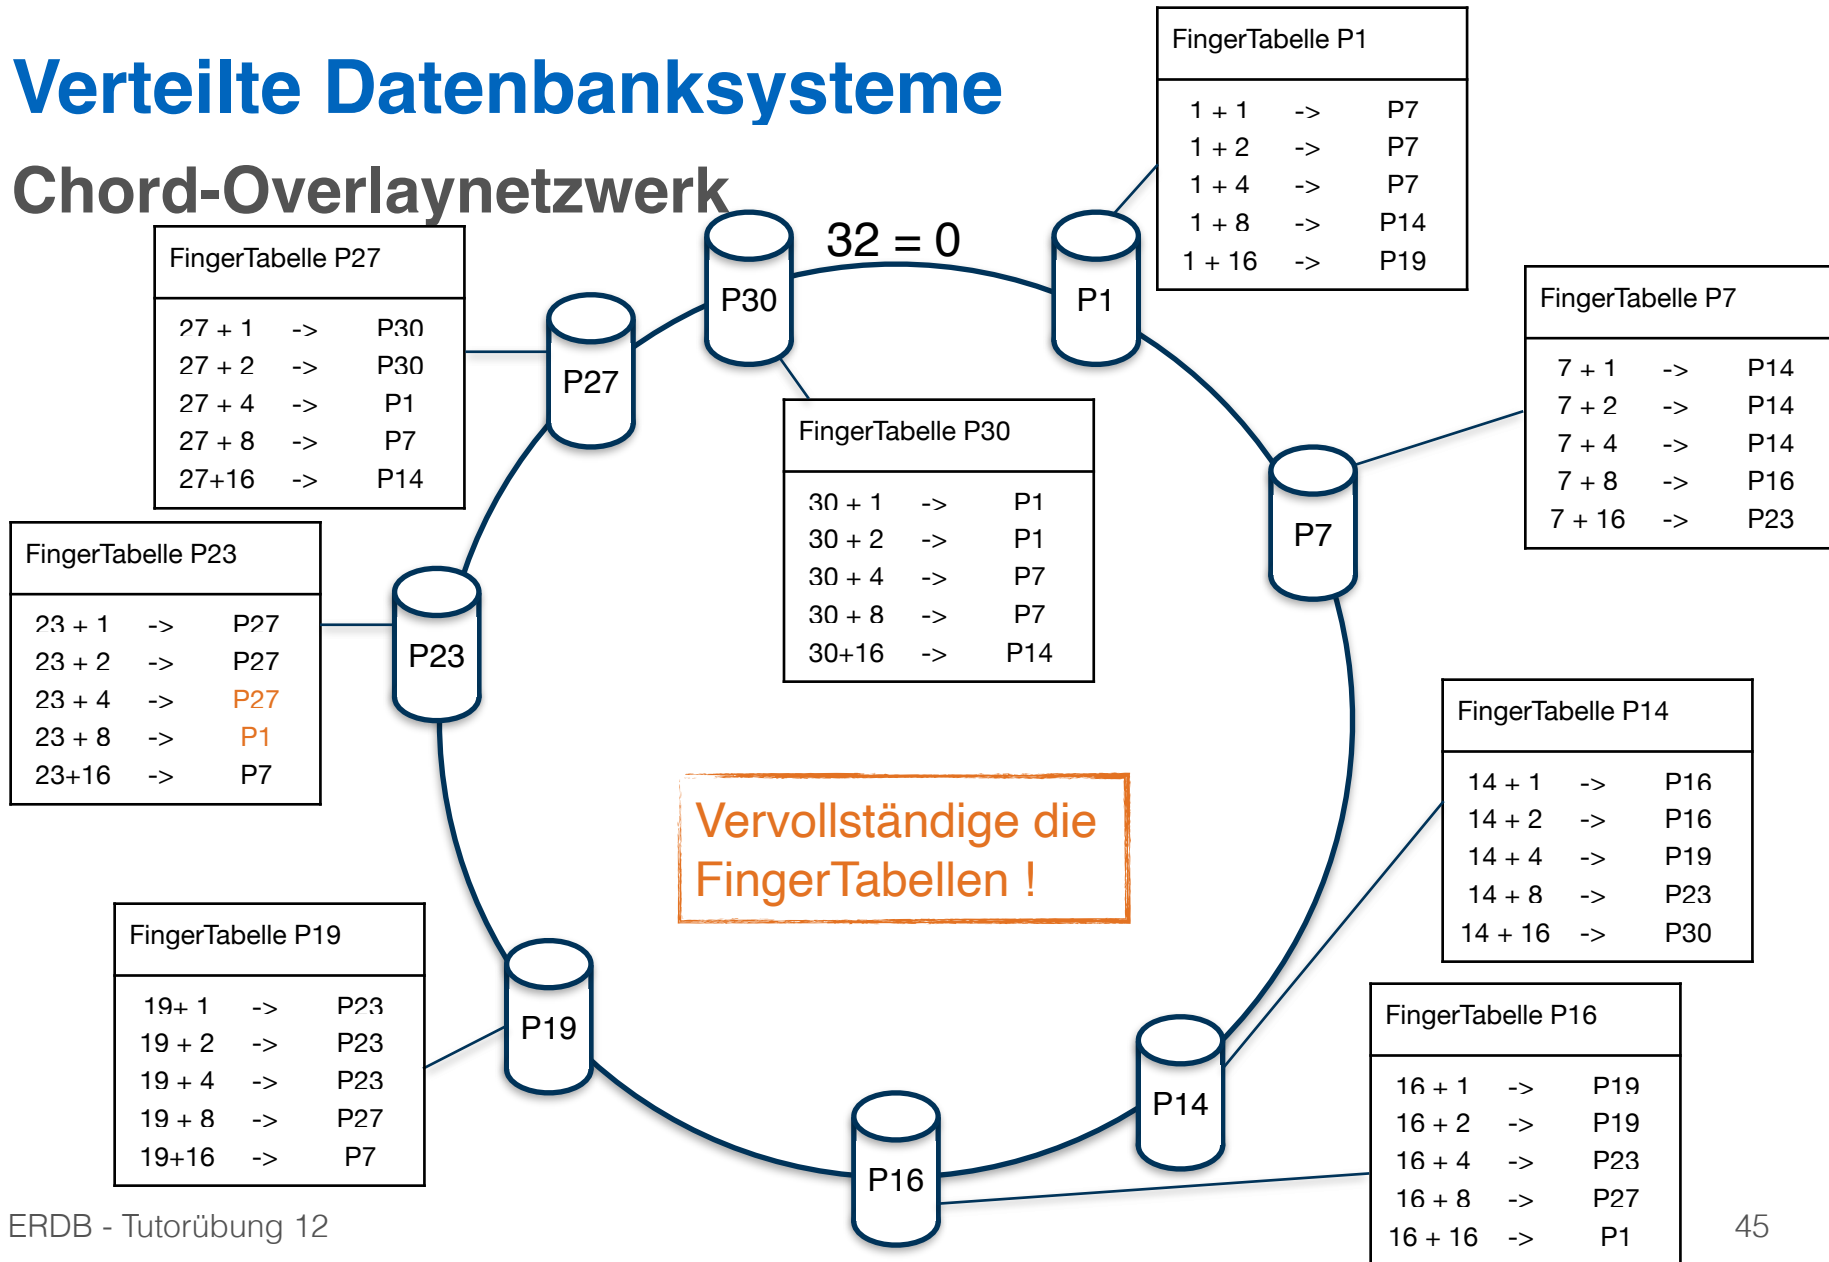 Verteilte Datenbanksysteme
Chord-Overlaynetzwerk
32 = 0
FingerTabelle P1
1 + 1 -> P7
1 + 2 -> P7
1 + 4 -> P7
1 + 8 -> P14
1 + 16 -> P19
FingerTabelle P27
27 + 1 -> P30
27 + 2 -> P30
27 + 4 -> P1
27 + 8 -> P7
27+16 -> P14
P30
P1
P27
FingerTabelle P7
7 + 1 -> P14
7 + 2 -> P14
7 + 4 -> P14
7 + 8 -> P16
7 + 16 -> P23
FingerTabelle P30
30 + 1 -> P1
30 + 2 -> P1
30 + 4 -> P7
30 + 8 -> P7
30+16 -> P14
P7
FingerTabelle P23
23 + 1 -> P27
23 + 2 -> P27
23 + 4 -> P27
23 + 8 -> P1
23+16 -> P7
P23
Vervollständige die
FingerTabellen !
FingerTabelle P14
14 + 1 -> P16
14 + 2 -> P16
14 + 4 -> P19
14 + 8 -> P23
14 + 16 -> P30
FingerTabelle P19
19+ 1 -> P23
19 + 2 -> P23
19 + 4 -> P23
19 + 8 -> P27
19+16 -> P7
P19
P16
P14
FingerTabelle P16
16 + 1 -> P19
16 + 2 -> P19
16 + 4 -> P23
16 + 8 -> P27
16 + 16 -> P1
ERDB - Tutorübung 12
45